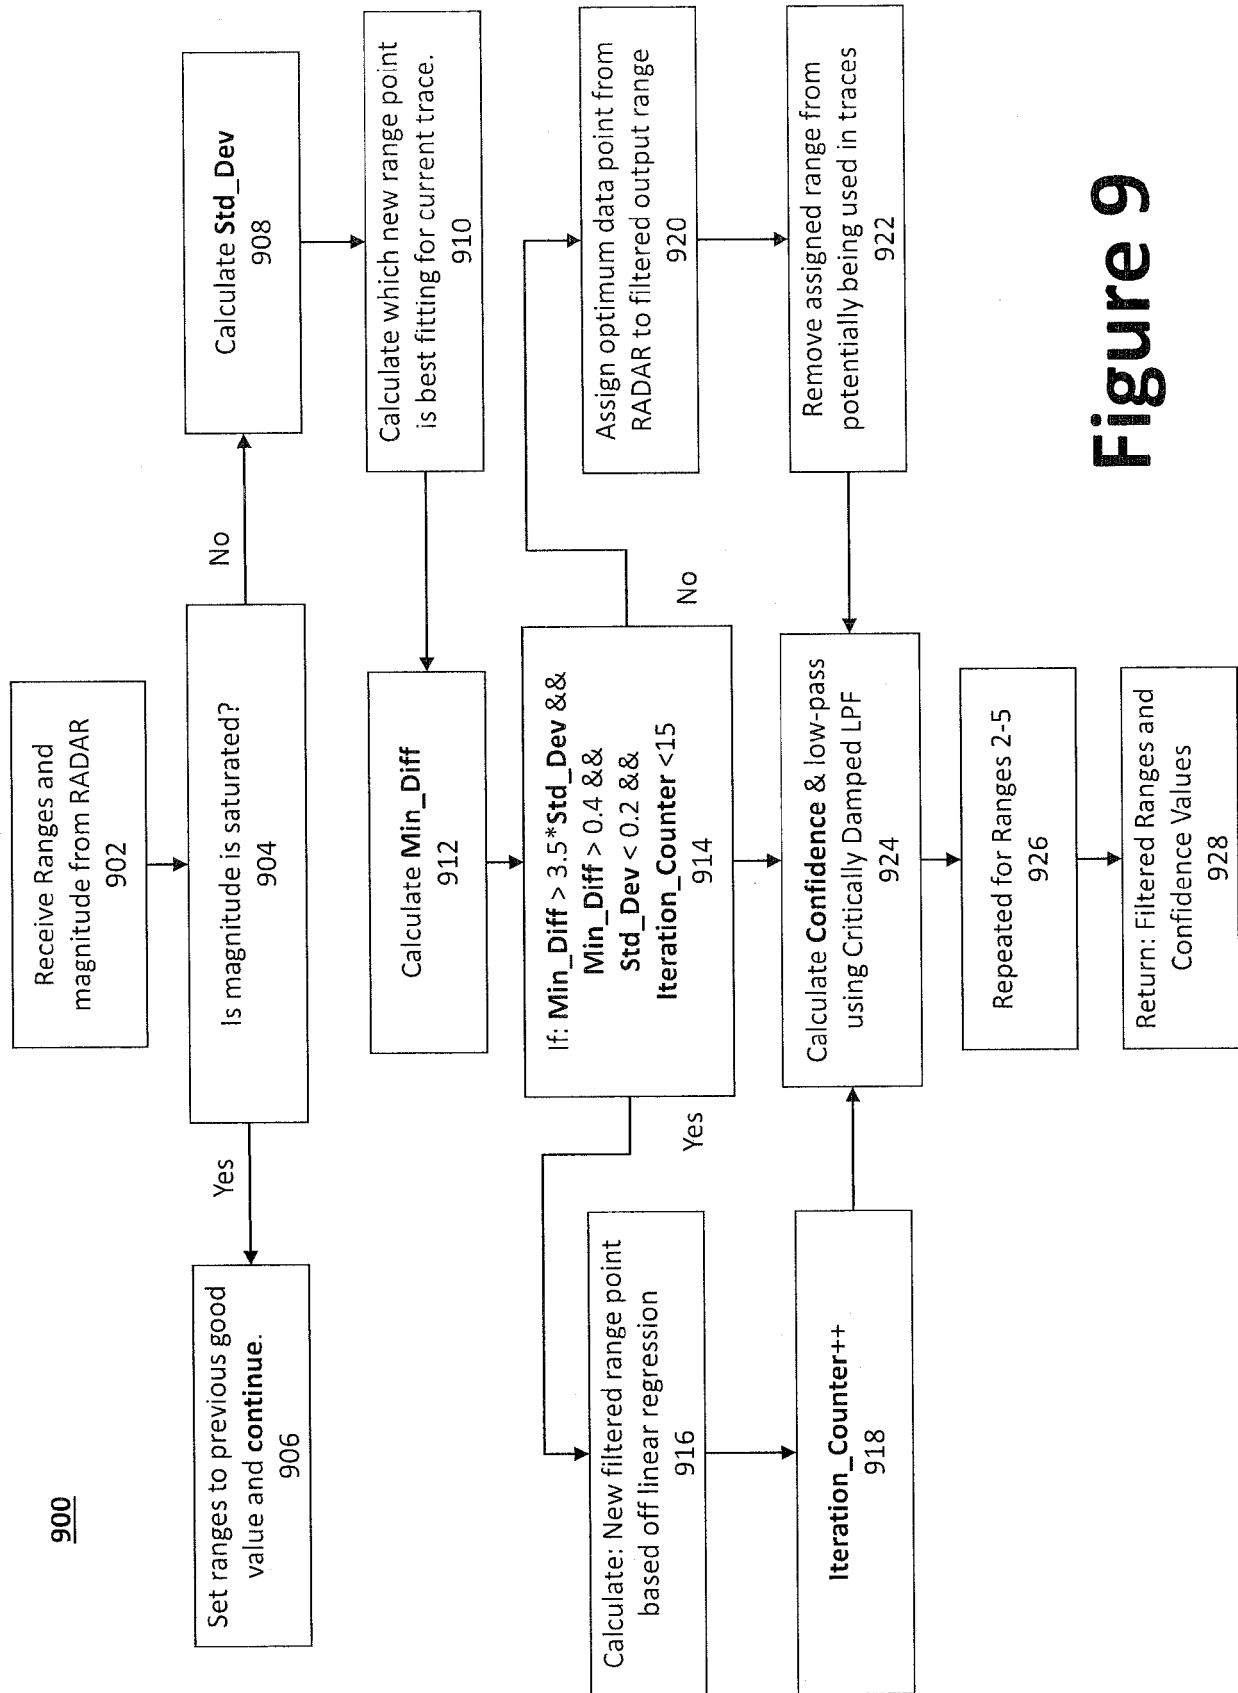 900
Receive Ranges and
magnitude from RADAR
902
Is magnitude is saturated?
904
Yes
No
Set ranges to previous good
value and continue.
906
Calculate Std_Dev
908
Calculate which new range point
is best fitting for current trace.
910
Calculate Min_Diff
912
If: Min_Diff > 3.5*Std_Dev &&
Min_Diff > 0.4 &&
Std_Dev < 0.2 &&
Iteration_Counter <15
914
Yes
No
Calculate: New filtered range point
based off linear regression
916
Iteration_Counter++
918
Assign optimum data point from
RADAR to filtered output range
920
Remove assigned range from
potentially being used in traces
922
Calculate Confidence & low-pass
using Critically Damped LPF
924
Repeated for Ranges 2-5
926
Return: Filtered Ranges and
Confidence Values
928
Figure 9